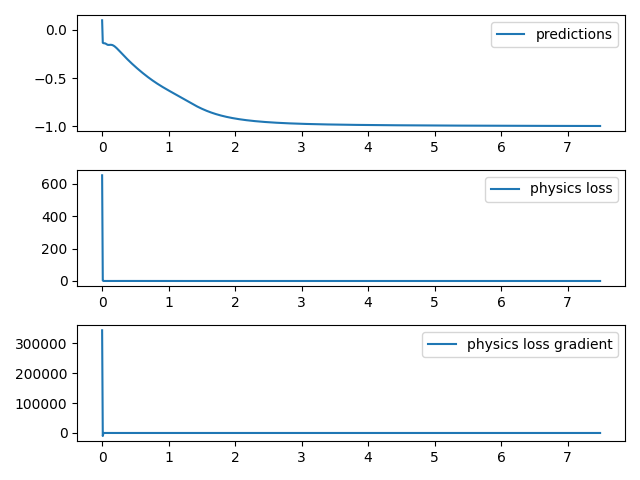 0.0
predictions
−0.5
−1.0
0 1 2 3 4 5 6 7
600
physics loss
400
200
0
0 1 2 3 4 5 6 7
300000
physics loss gradient
200000
100000
0
0 1 2 3 4 5 6 7